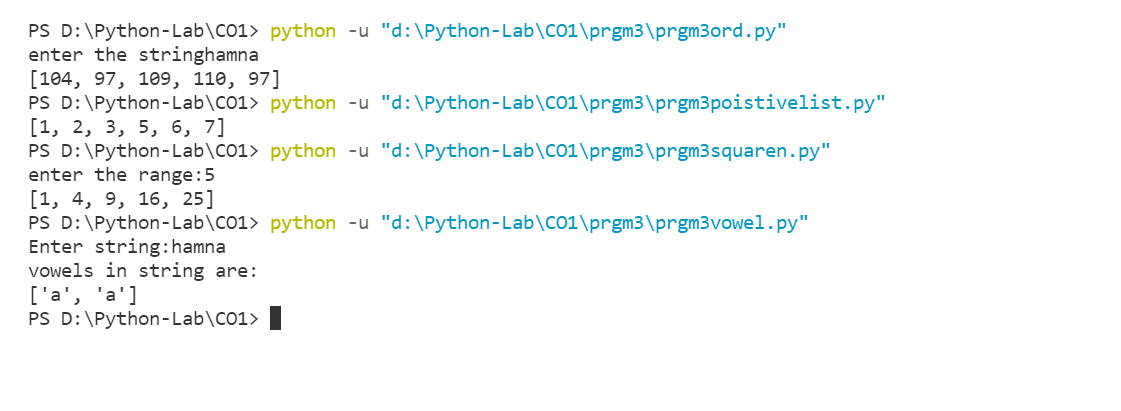 PS D:\Python-Lab\CO1> python -u "d:\Python-Lab\CO1\prgm3\prgm3ord.py"
enter the stringhamna
[104, 97, 109, 110, 97]
PS D:\Python-Lab\CO1> python -u "d:\Python-Lab\CO1\prgm3\prgm3poistivelist.py"
[1, 2, 3, 5, 6, 7]
PS D:\Python-Lab\CO1> python -u "d:\Python-Lab\CO1\prgm3\prgm3squaren.py"
enter the range:5
[1, 4, 9, 16, 25]
PS D:\Python-Lab\CO1> python -u "d:\Python-Lab\CO1\prgm3\prgm3vowel.py"
Enter string:hamna
vowels in string are:
['a', 'a']
PS D:\Python-Lab\CO1>